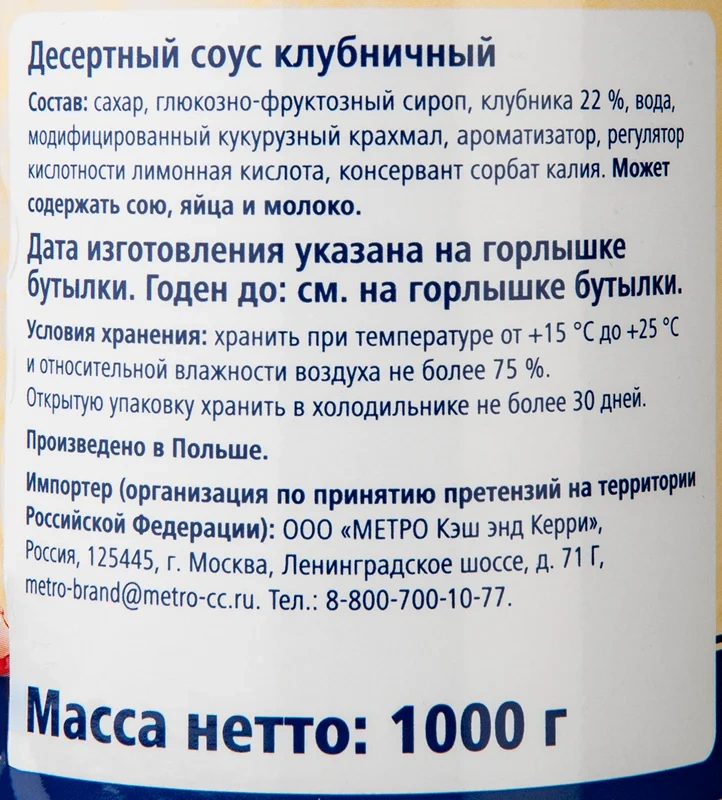 Десертный соус клубничный
Состав: сахар, глюкозно-фруктозный сироп, клубника 22 %, вода,
модифицированный кукурузный крахмал, ароматизатор, регулятор
кислотности лимонная кислота, консервант сорбат калия. Может
содержать сою, яйца и молоко.
Дата изготовления указана на горлышке
бутылки. Годен до: см. на горлышке бутылки.
Условия хранения: хранить при температуре от +15 °С до +25 °С
и относительной влажности воздуха не более 75 %.
Открытую упаковку хранить в холодильнике не более 30 дней.
Произведено в Польше.
Импортер (организация по принятию претензий на территории
Российской Федерации): ООО «МЕТРО Кэш энд Керри»,
Россия, 125445, г. Москва, Ленинградское шоссе, д. 71 Г,
metro-brand@metro-cc.ru. Тел.: 8-800-700-10-77.
Масса нетто: 1000 г